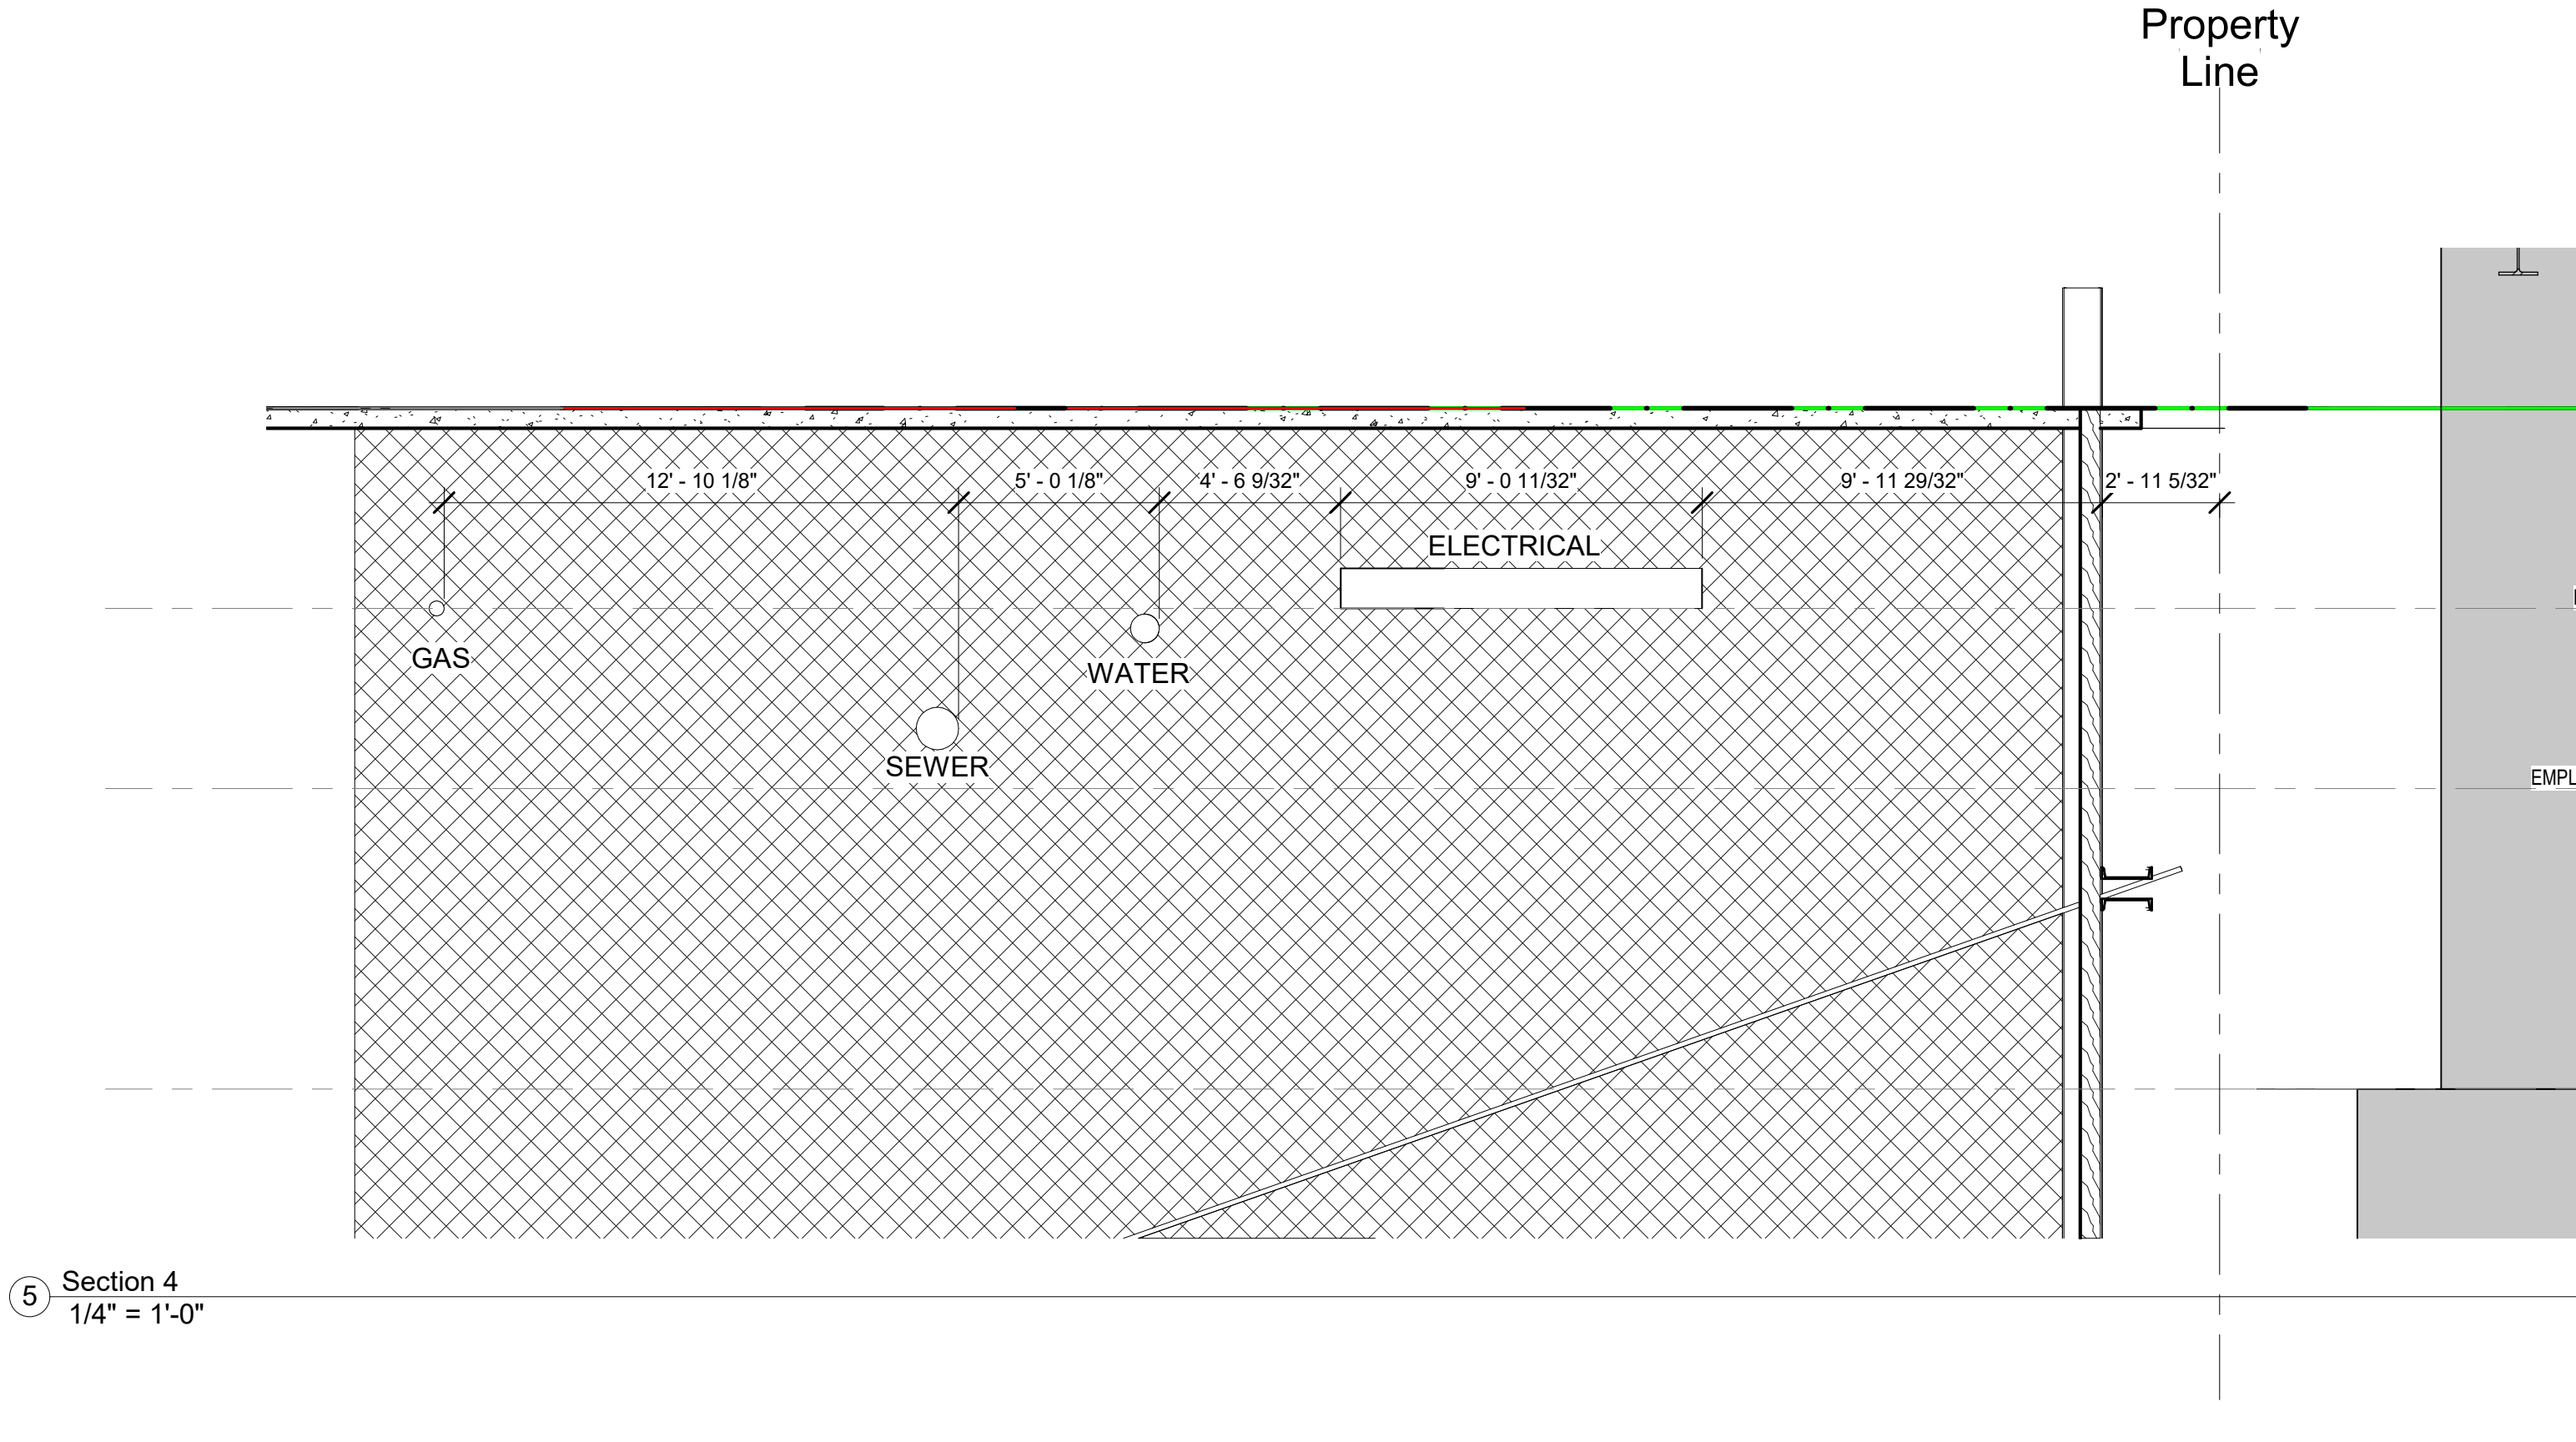 Property
Line
12' - 10 1/8"
5' - 0 1/8"
4' - 6 9/32"
9' - 0 11/32"
9' - 11 29/32"
2' - 11 5/32"
ELECTRICAL
GAS
WATER
SEWER
EMPL
5
Section 4
1/4" = 1'-0"